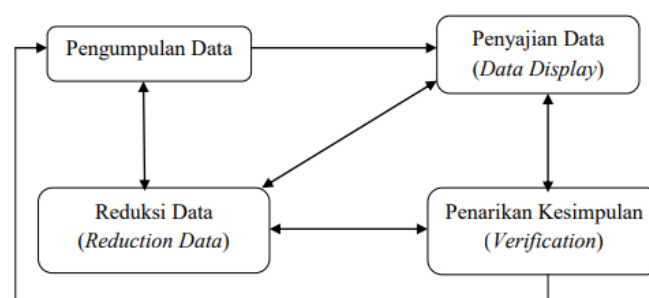 Pengumpulan Data
Penyajian Data
(Data Display)
Reduksi Data
(Reduction Data)
Penarikan Kesimpulan
(Verification)